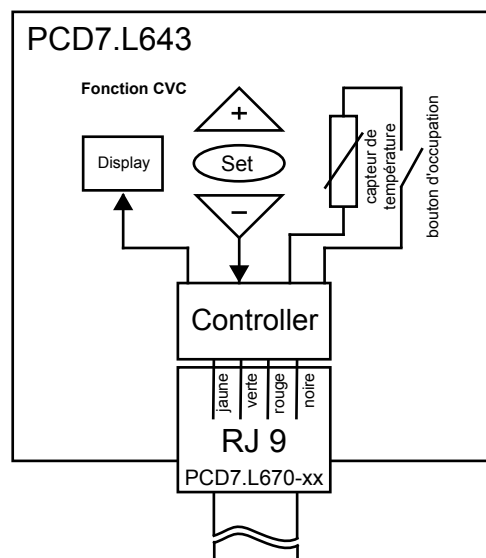 PCD7.L643
Fonction CVC
+
Display
Set
−
capteur de
température
bouton d'occupation
Controller
jaune
verte
rouge
noire
RJ 9
PCD7.L670-xx